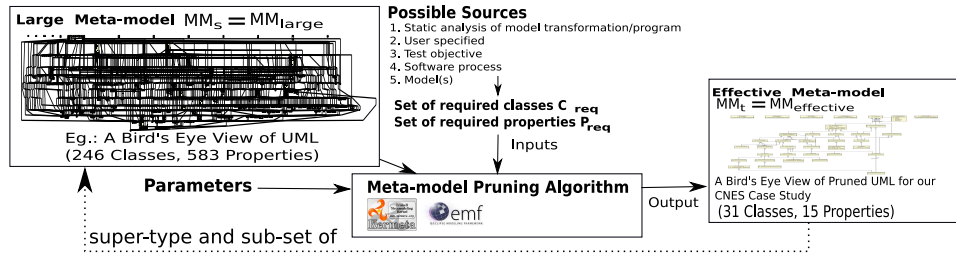 Large Meta-model MMs = MMlarge
Eg.: A Bird's Eye View of UML
(246 Classes, 583 Properties)
Possible Sources
1. Static analysis of model transformation/program
2. User specified
3. Test objective
4. Software process
5. Model(s)
Set of required classes C req
Set of required properties Preq
Inputs
Parameters
Meta-model Pruning Algorithm
Kermeta
emf
Output
Effective Meta-model
MMt = MMeffective
A Bird's Eye View of Pruned UML for our
CNES Case Study
(31 Classes, 15 Properties)
super-type and sub-set of